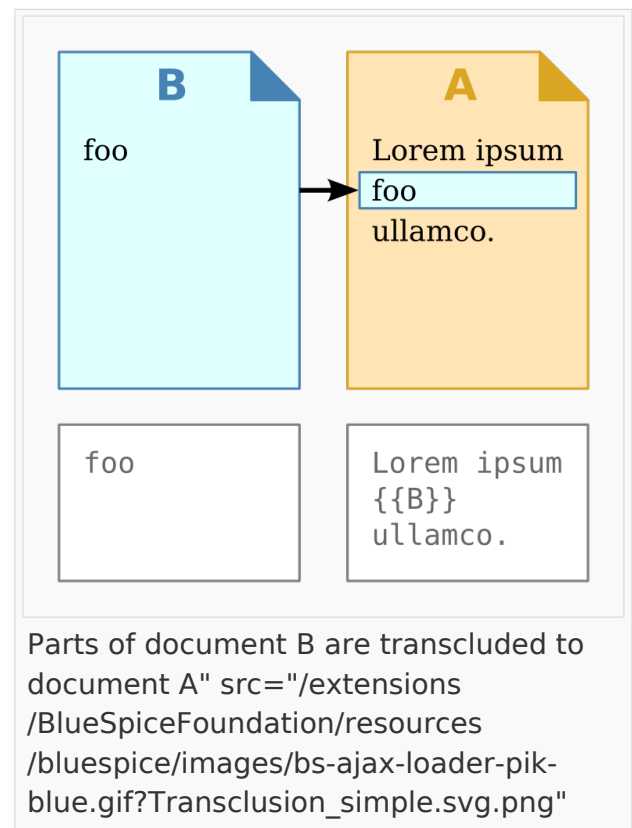 B
foo
A
Lorem ipsum
foo
ullamco.
foo
Lorem ipsum
{{B}}
ullamco.
Parts of document B are transcluded to
document A" src="/extensions
/BlueSpiceFoundation/resources
/bluespice/images/bs-ajax-loader-pik-
blue.gif?Transclusion_simple.svg.png"